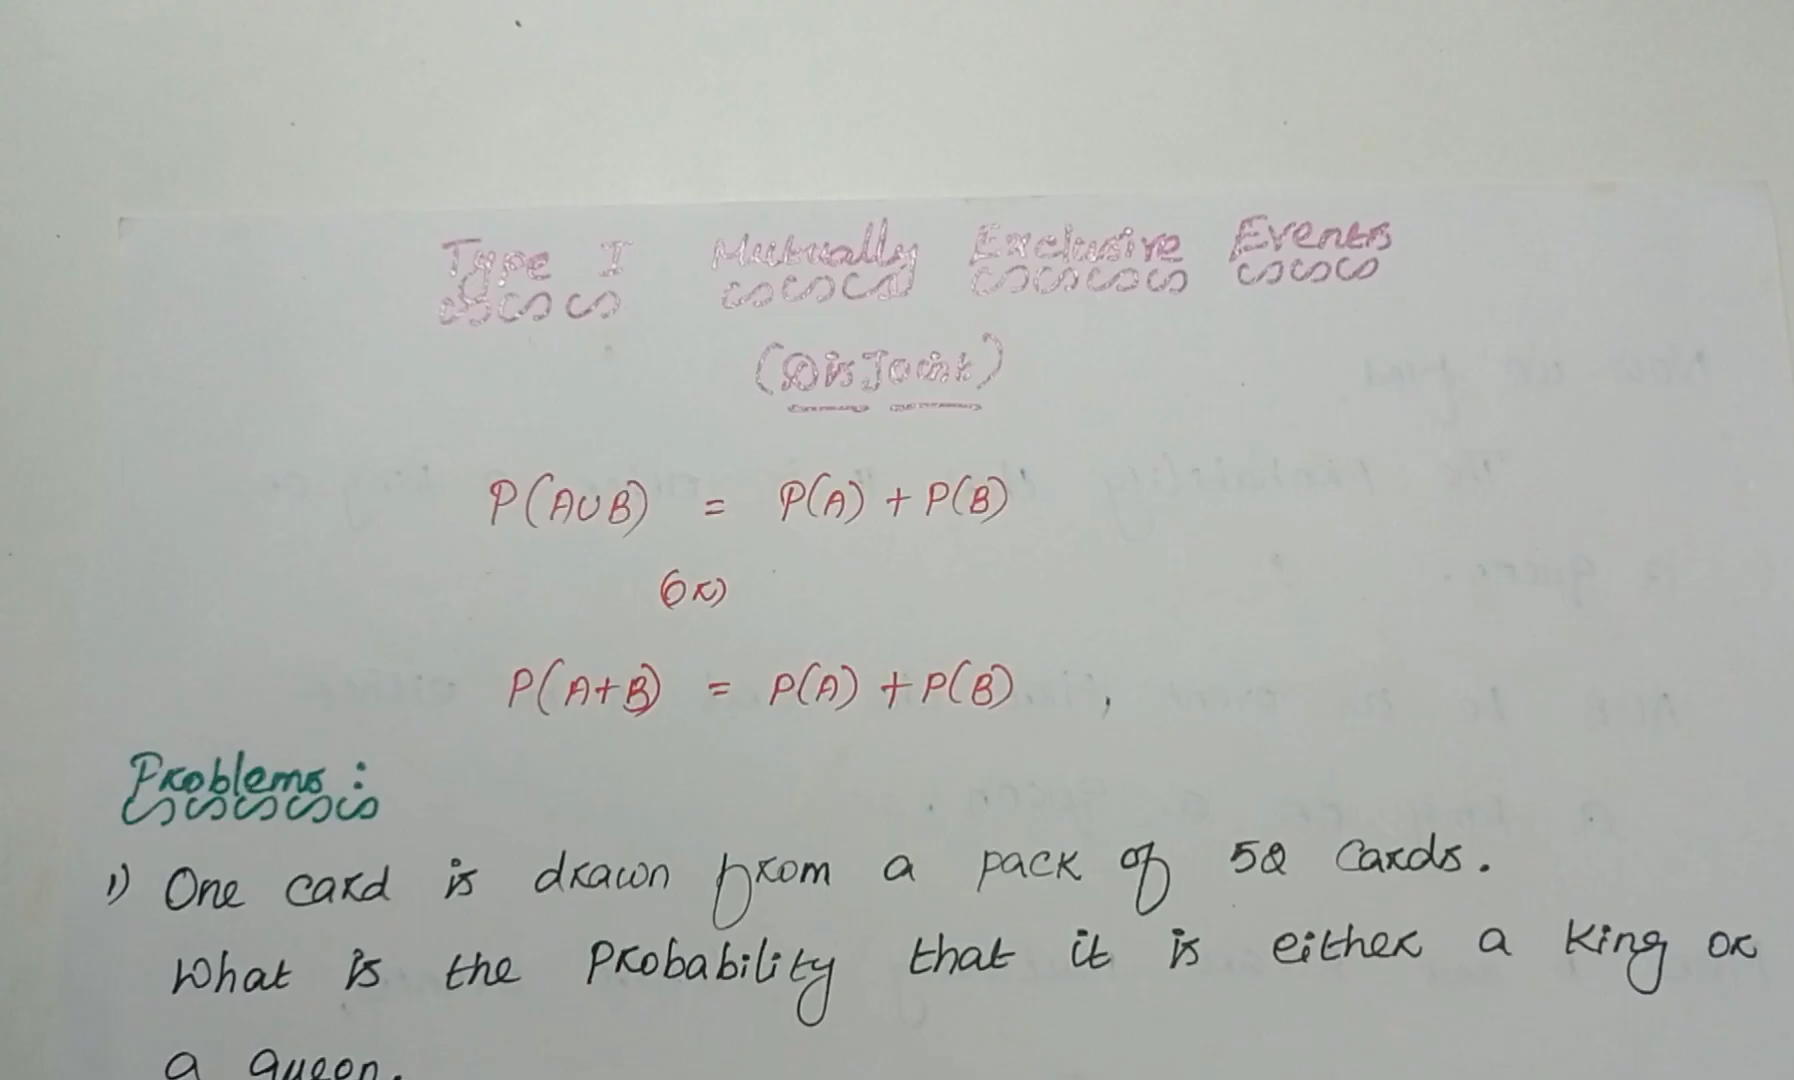 Type I Mutually Exclusive Events
(DisJoint)
P(A∪B) = P(A) + P(B)
(or)
P(A+B) = P(A) + P(B),
Problems:
1) One card is drawn from a pack of 52 cards.
What is the probability that it is either a king or
a queen.